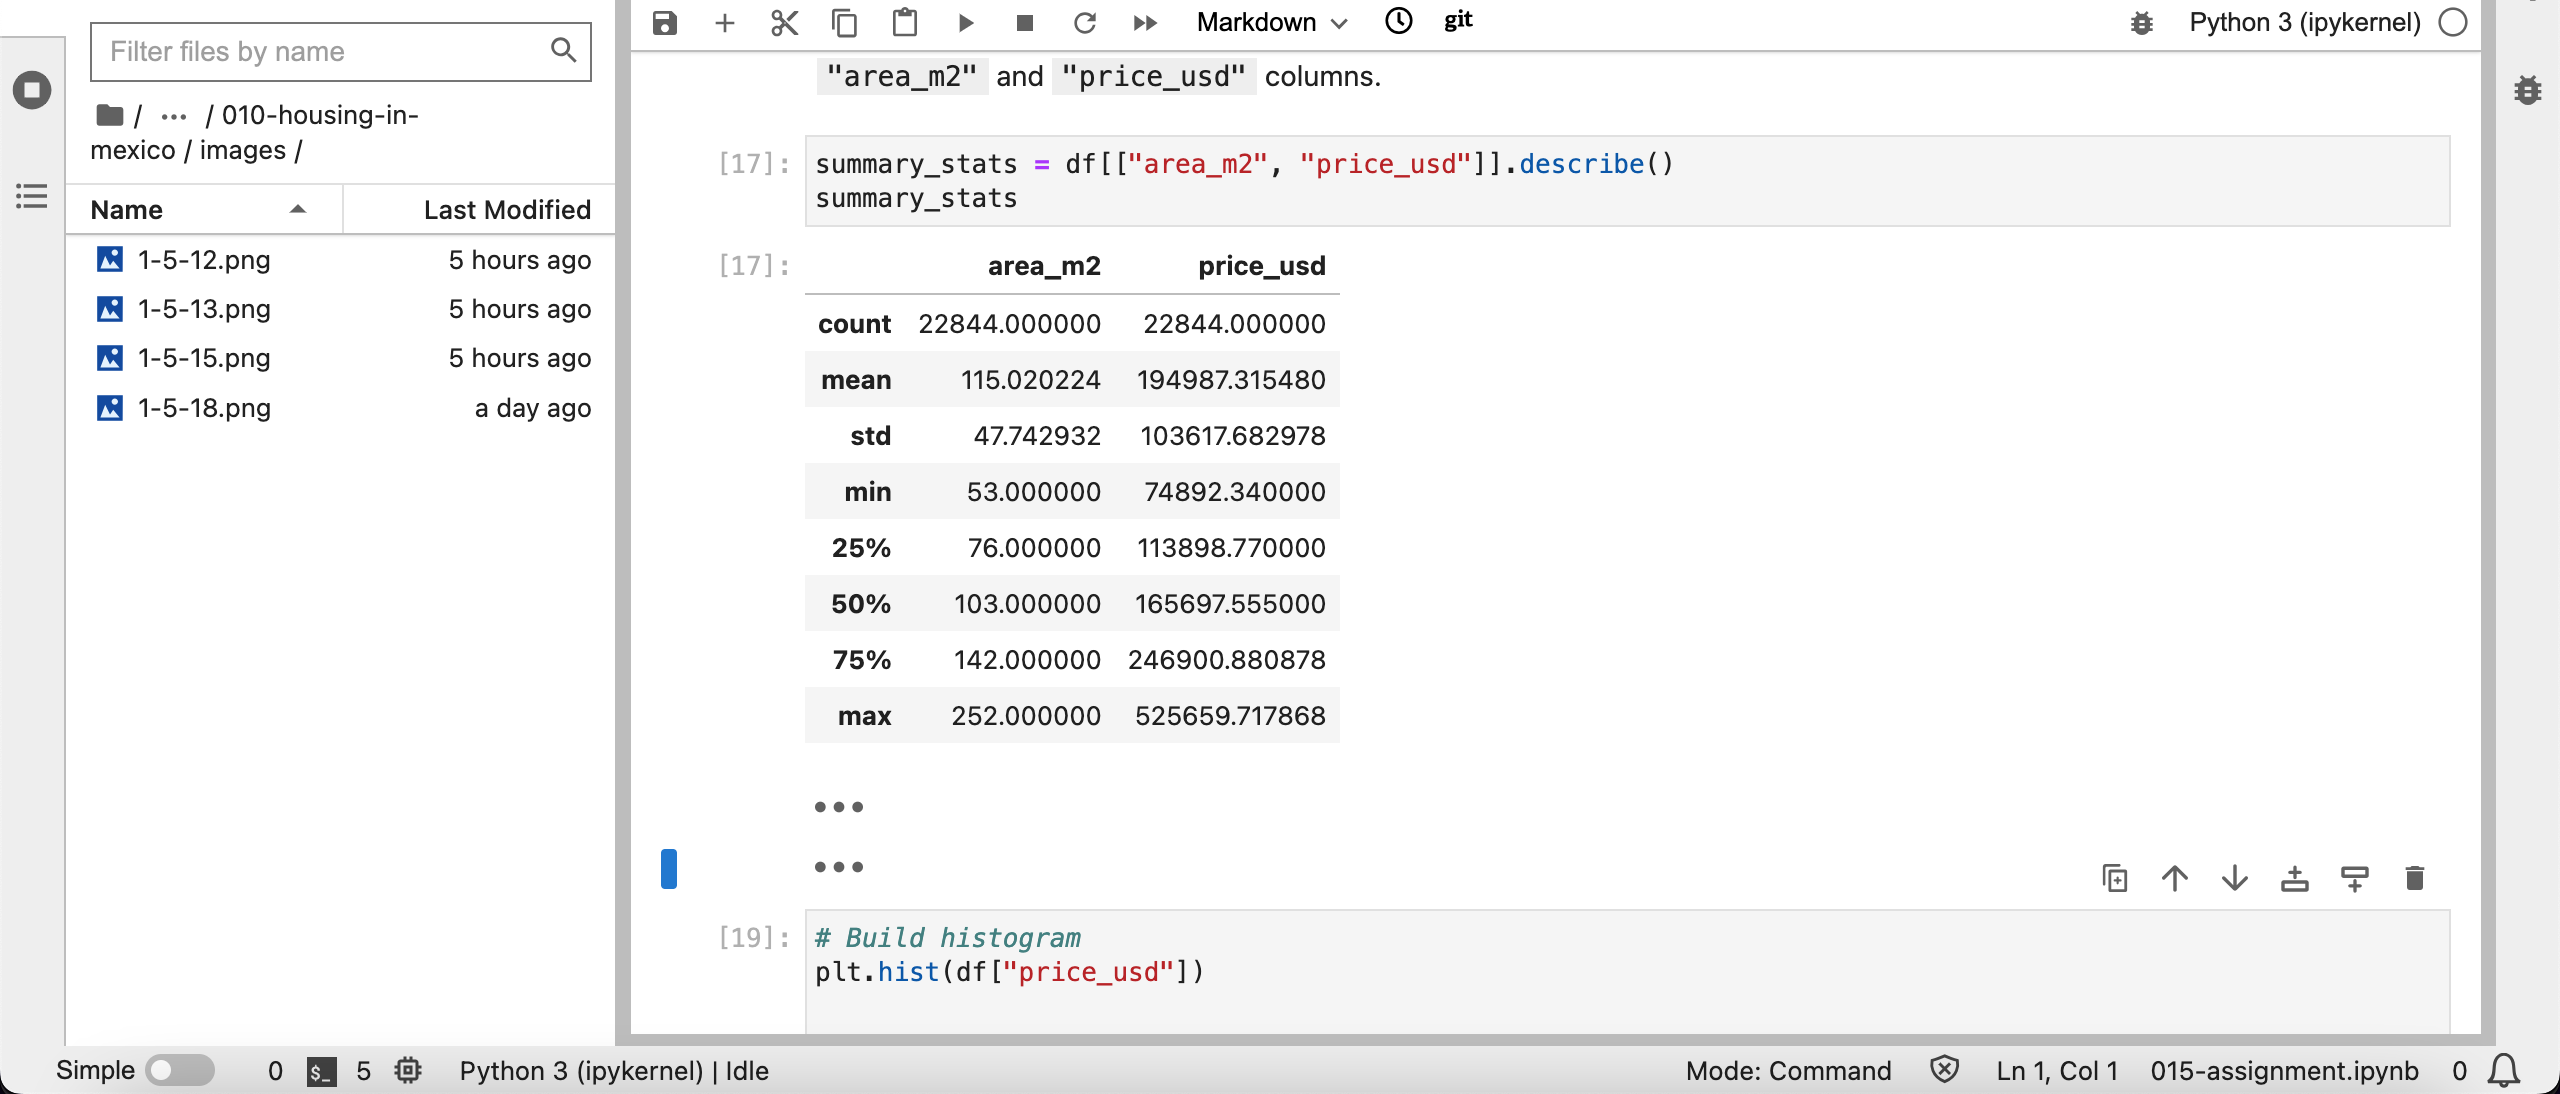 Filter files by name
/ ... / 010-housing-in-
mexico / images /
Name Last Modified
1-5-12.png 5 hours ago
1-5-13.png 5 hours ago
1-5-15.png 5 hours ago
1-5-18.png a day ago
Markdown git Python 3 (ipykernel)
"area_m2" and "price_usd" columns.
[17]: summary_stats = df[["area_m2", "price_usd"]].describe()
summary_stats
[17]: area_m2 price_usd
count 22844.000000 22844.000000
mean 115.020224 194987.315480
std 47.742932 103617.682978
min 53.000000 74892.340000
25% 76.000000 113898.770000
50% 103.000000 165697.555000
75% 142.000000 246900.880878
max 252.000000 525659.717868
[19]: # Build histogram
plt.hist(df["price_usd"])
Simple 0 $_ 5 Python 3 (ipykernel) | Idle Mode: Command Ln 1, Col 1 015-assignment.ipynb 0